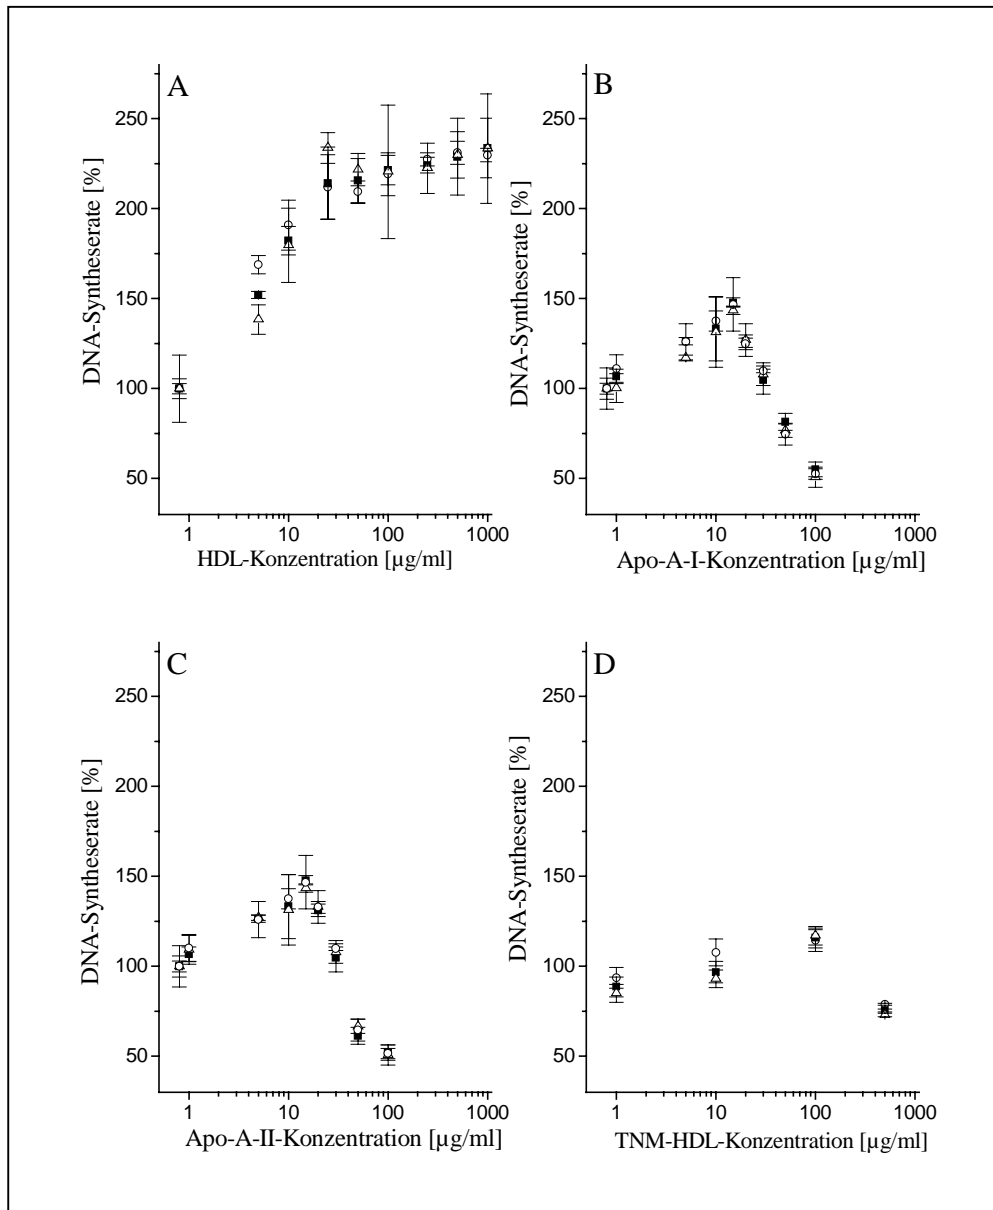 A
B
250
200
150
100
50
DNA-Syntheserate [%]
1 10 100 1000
HDL-Konzentration [µg/ml]
250
200
150
100
50
DNA-Syntheserate [%]
1 10 100 1000
Apo-A-I-Konzentration [µg/ml]
C
D
250
200
150
100
50
DNA-Syntheserate [%]
1 10 100 1000
Apo-A-II-Konzentration [µg/ml]
250
200
150
100
50
DNA-Syntheserate [%]
1 10 100 1000
TNM-HDL-Konzentration [µg/ml]